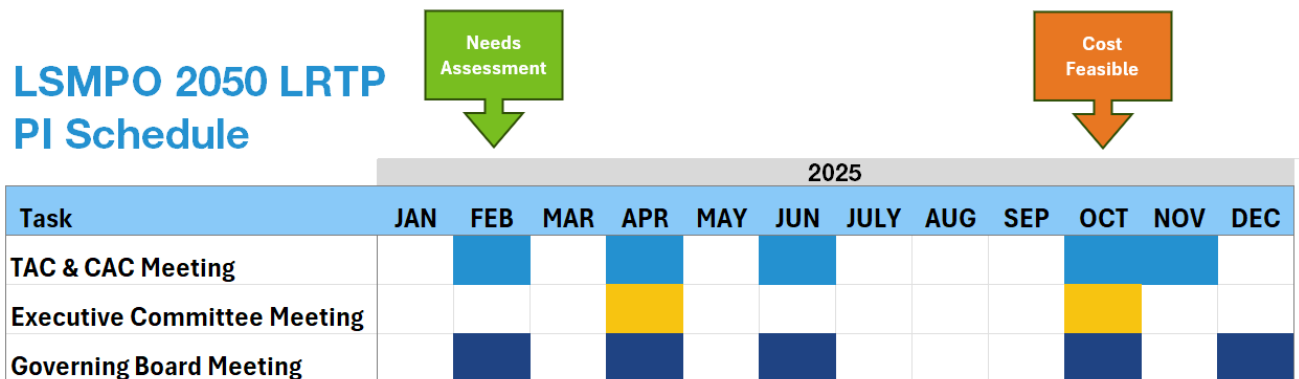 Needs
Assessment
Cost
Feasible
LSMPO 2050 LRTP
PI Schedule
2025
Task JAN FEB MAR APR MAY JUN JULY AUG SEP OCT NOV DEC
TAC & CAC Meeting
Executive Committee Meeting
Governing Board Meeting